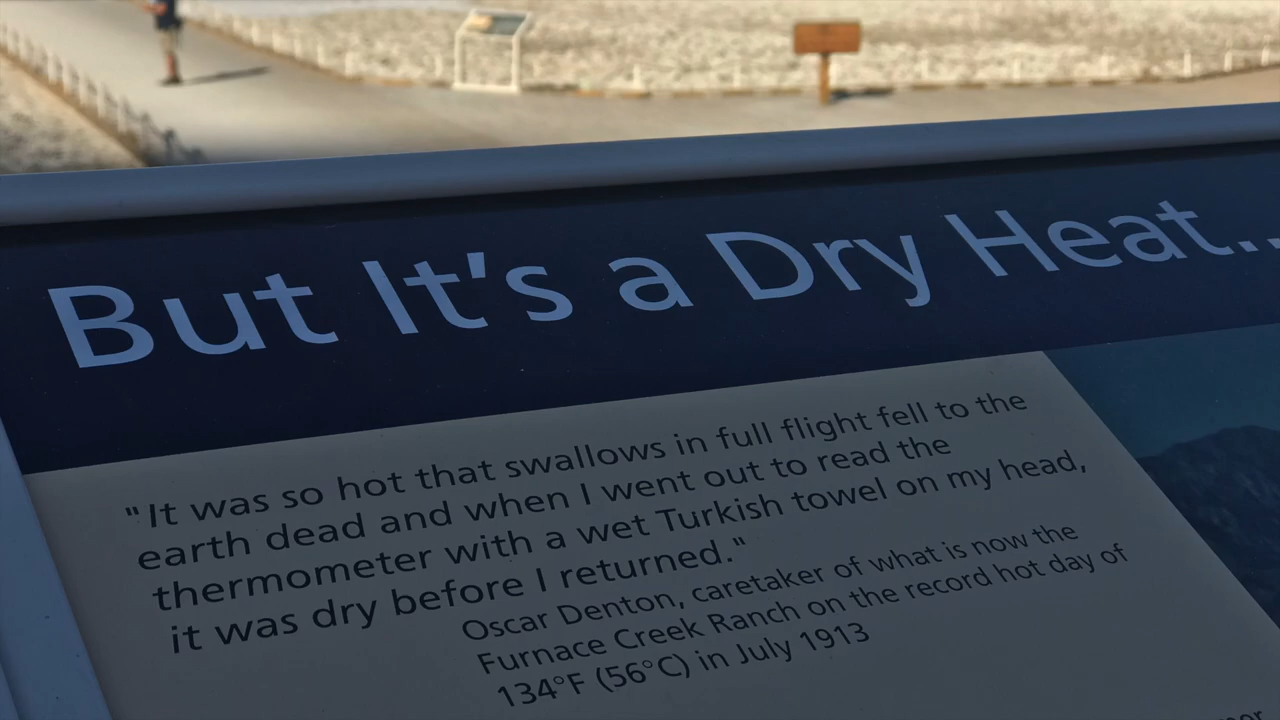 But It's a Dry Heat...
"It was so hot that swallows in full flight fell to the
earth dead and when I went out to read the
thermometer with a wet Turkish towel on my head,
it was dry before I returned."
Oscar Denton, caretaker of what is now the
Furnace Creek Ranch on the record hot day of
134°F (56°C) in July 1913